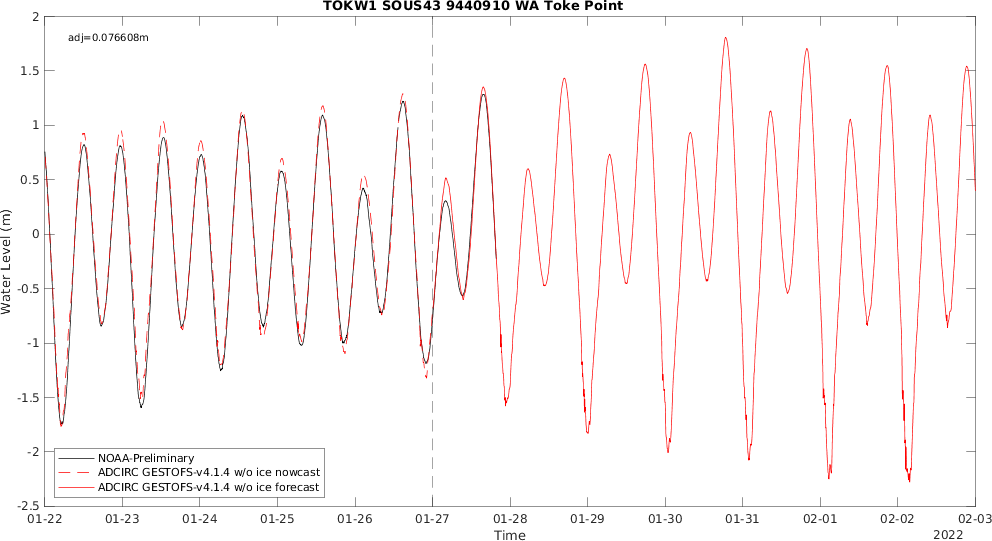 TOKW1 SOUS43 9440910 WA Toke Point
adj=0.076608m
2
1.5
1
0.5
0
-0.5
-1
-1.5
-2
-2.5
Water Level (m)
NOAA-Preliminary
ADCIRC GESTOFS-v4.1.4 w/o ice nowcast
ADCIRC GESTOFS-v4.1.4 w/o ice forecast
01-22 01-23 01-24 01-25 01-26 01-27 01-28 01-29 01-30 01-31 02-01 02-02 02-03
Time
2022